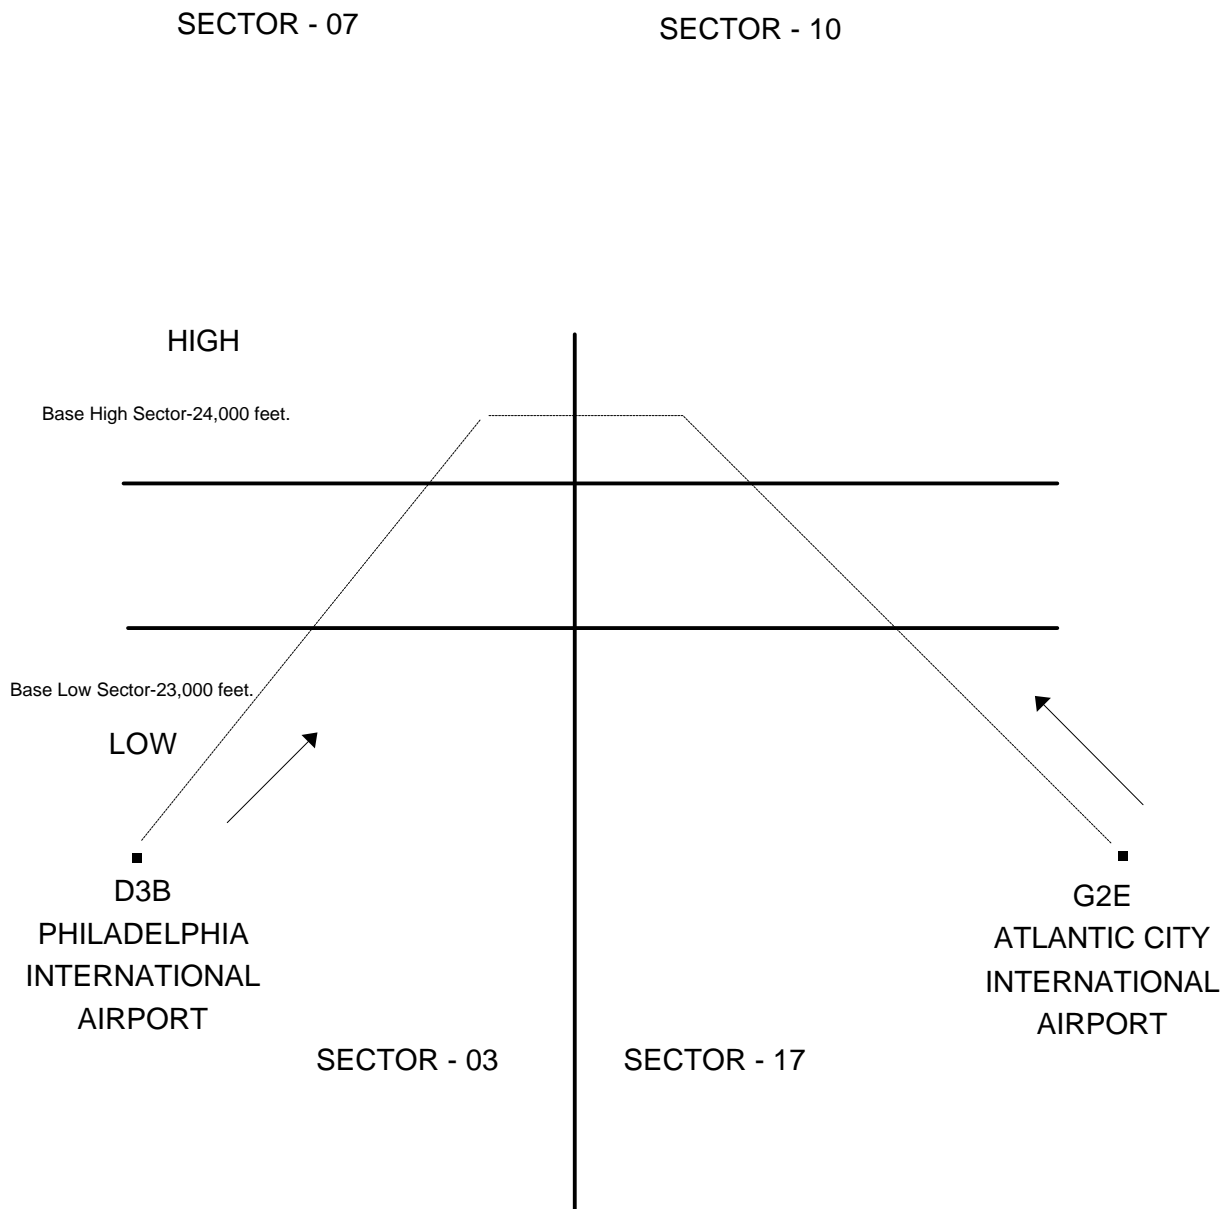 SECTOR - 07
SECTOR - 10
HIGH
Base High Sector-24,000 feet.
Base Low Sector-23,000 feet.
LOW
D3B
PHILADELPHIA
INTERNATIONAL
AIRPORT
G2E
ATLANTIC CITY
INTERNATIONAL
AIRPORT
SECTOR - 03
SECTOR - 17